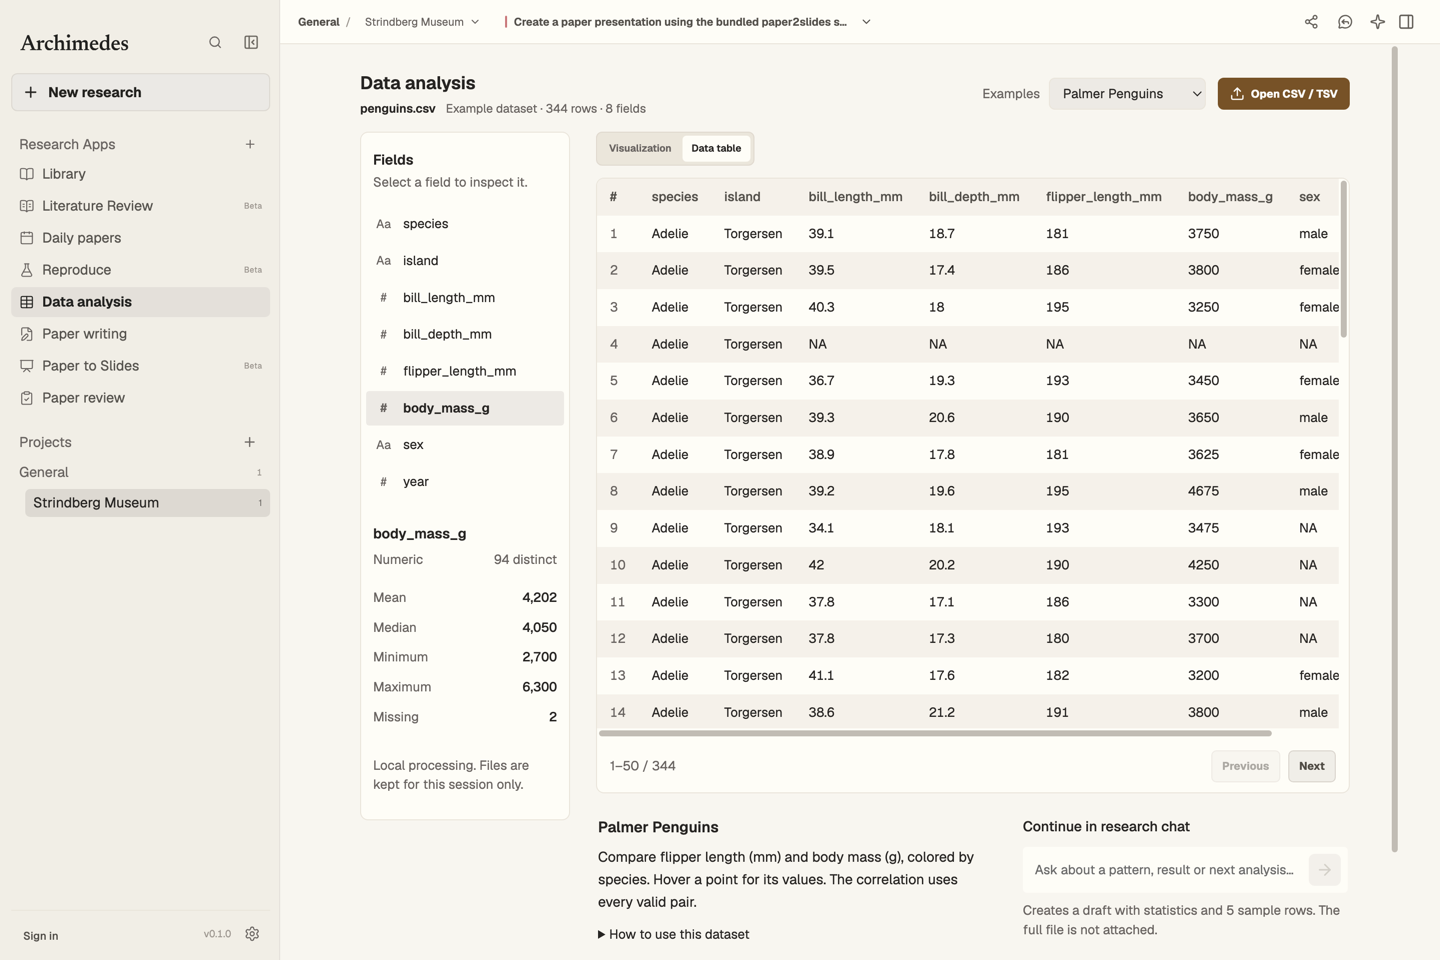 Archimedes
New research
Research Apps
Library
Literature Review Beta
Daily papers
Reproduce Beta
Data analysis
Paper writing
Paper to Slides Beta
Paper review
Projects
General 1
Strindberg Museum 1
Sign in v0.1.0
General / Strindberg Museum Create a paper presentation using the bundled paper2slides s...
Data analysis
penguins.csv Example dataset · 344 rows · 8 fields
Examples Palmer Penguins Open CSV / TSV
Fields
Select a field to inspect it.
Aa species
Aa island
# bill_length_mm
# bill_depth_mm
# flipper_length_mm
# body_mass_g
Aa sex
# year
body_mass_g
Numeric 94 distinct
Mean 4,202
Median 4,050
Minimum 2,700
Maximum 6,300
Missing 2
Local processing. Files are
kept for this session only.
Visualization Data table
# species island bill_length_mm bill_depth_mm flipper_length_mm body_mass_g sex
1 Adelie Torgersen 39.1 18.7 181 3750 male
2 Adelie Torgersen 39.5 17.4 186 3800 female
3 Adelie Torgersen 40.3 18 195 3250 female
4 Adelie Torgersen NA NA NA NA NA
5 Adelie Torgersen 36.7 19.3 193 3450 female
6 Adelie Torgersen 39.3 20.6 190 3650 male
7 Adelie Torgersen 38.9 17.8 181 3625 female
8 Adelie Torgersen 39.2 19.6 195 4675 male
9 Adelie Torgersen 34.1 18.1 193 3475 NA
10 Adelie Torgersen 42 20.2 190 4250 NA
11 Adelie Torgersen 37.8 17.1 186 3300 NA
12 Adelie Torgersen 37.8 17.3 180 3700 NA
13 Adelie Torgersen 41.1 17.6 182 3200 female
14 Adelie Torgersen 38.6 21.2 191 3800 male
1–50 / 344 Previous Next
Palmer Penguins
Compare flipper length (mm) and body mass (g), colored by
species. Hover a point for its values. The correlation uses
every valid pair.
How to use this dataset
Continue in research chat
Ask about a pattern, result or next analysis...
Creates a draft with statistics and 5 sample rows. The
full file is not attached.